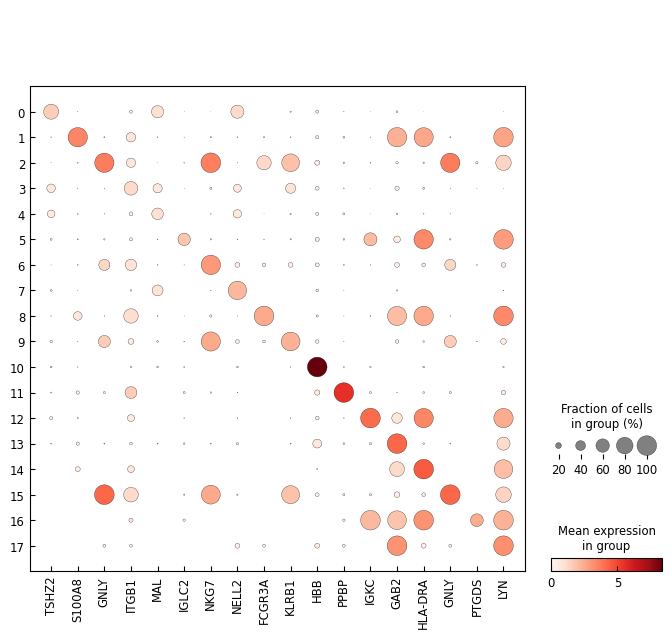 0
1
2
3
4
5
6
7
8
9
10
11
12
13
14
15
16
17
TSHZ2
S100A8
GNLY
ITGB1
MAL
IGLC2
NKG7
NELL2
FCGR3A
KLRB1
HBB
PPBP
IGKC
GAB2
HLA-DRA
GNLY
PTGDS
LYN
Fraction of cells
in group (%)
20 40 60 80 100
Mean expression
in group
0 5